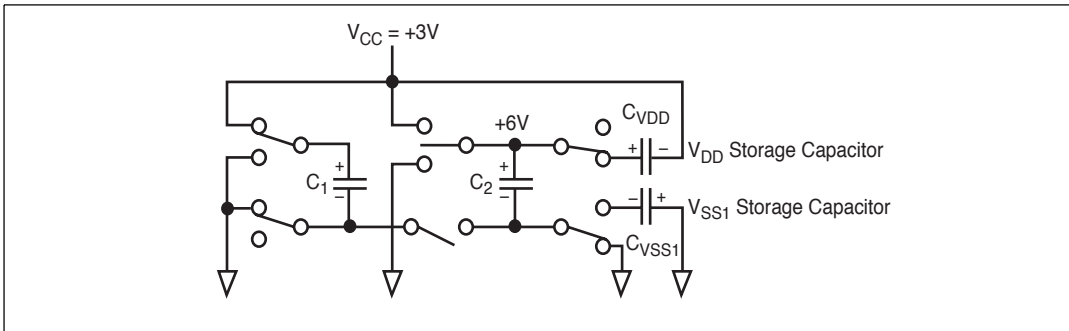 V_CC = +3V
C_VDD
+6V
+ − V_DD Storage Capacitor
+
C_1
−
+
C_2
−
− + V_SS1 Storage Capacitor
C_VSS1